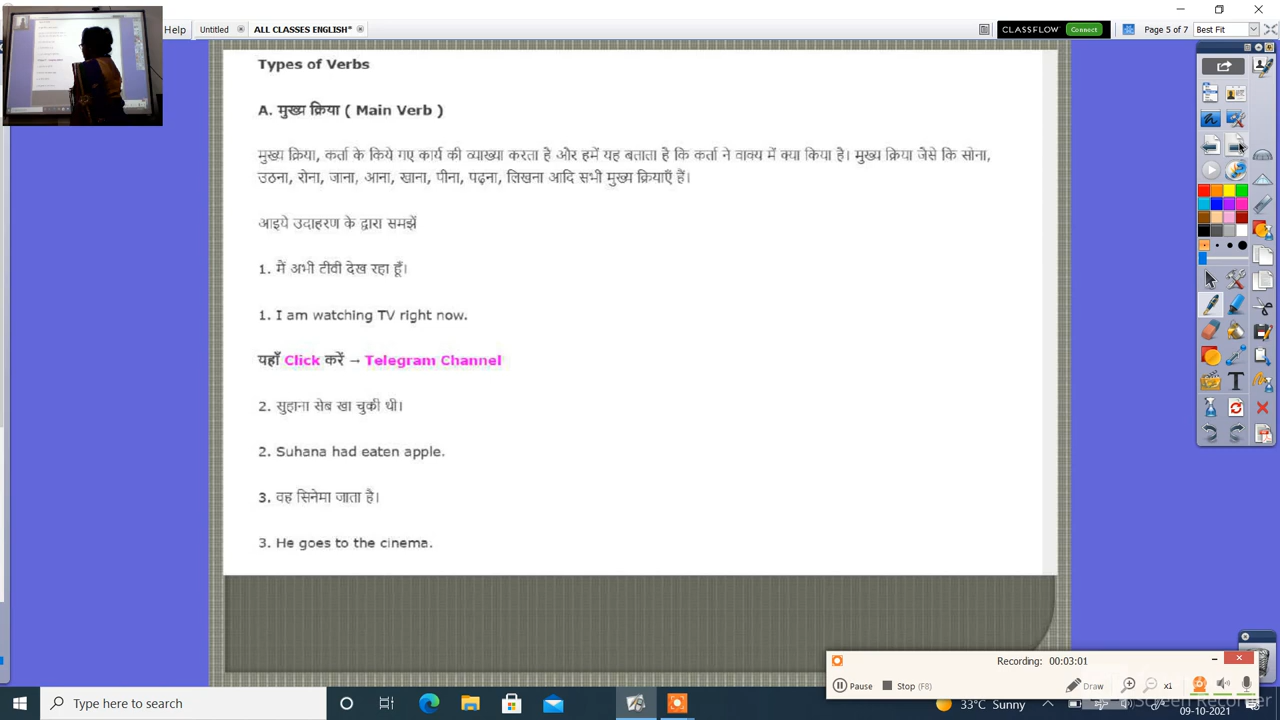 Help
Untitled
ALL CLASSES ENGLISH*
CLASSFLOW
Connect
Page 5 of 7
Best Fit
Types of Verbs
A. मुख्य क्रिया ( Main Verb )
मुख्य क्रिया, कर्ता के किये गए कार्य की व्याख्या करता है और हमें यह बताता है कि कर्ता ने वाक्य में क्या किया है। मुख्य क्रिया जैसे कि सोना,
उठना, रोना, जाना, आना, खाना, पीना, पढ़ना, लिखना आदि सभी मुख्य क्रियाएँ हैं।
आइये उदाहरण के द्वारा समझें
1. मैं अभी टीवी देख रहा हूँ।
1. I am watching TV right now.
यहाँ Click करें → Telegram Channel
2. सुहाना सेब खा चुकी थी।
2. Suhana had eaten apple.
3. वह सिनेमा जाता है।
3. He goes to the cinema.
Recording: 00:03:01
Pause
Stop (F8)
Draw
x1
Type here to search
33°C Sunny
09-10-2021